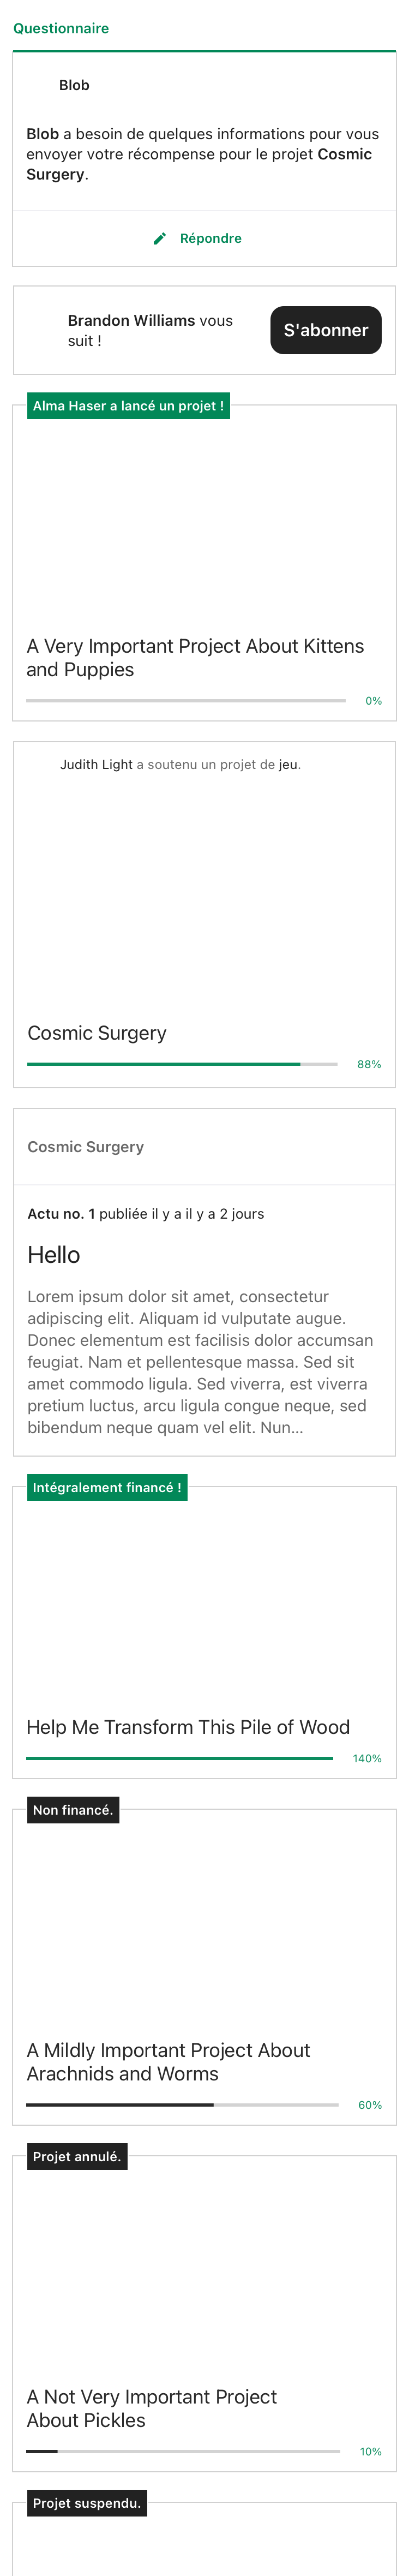 Questionnaire
Blob
Blob a besoin de quelques informations pour vous
envoyer votre récompense pour le projet Cosmic
Surgery.
Répondre
Brandon Williams vous
suit !
S'abonner
Alma Haser a lancé un projet !
A Very Important Project About Kittens
and Puppies
0%
Judith Light a soutenu un projet de jeu.
Cosmic Surgery
88%
Cosmic Surgery
Actu no. 1 publiée il y a il y a 2 jours
Hello
Lorem ipsum dolor sit amet, consectetur
adipiscing elit. Aliquam id vulputate augue.
Donec elementum est facilisis dolor accumsan
feugiat. Nam et pellentesque massa. Sed sit
amet commodo ligula. Sed viverra, est viverra
pretium luctus, arcu ligula congue neque, sed
bibendum neque quam vel elit. Nun...
Intégralement financé !
Help Me Transform This Pile of Wood
140%
Non financé.
A Mildly Important Project About
Arachnids and Worms
60%
Projet annulé.
A Not Very Important Project
About Pickles
10%
Projet suspendu.